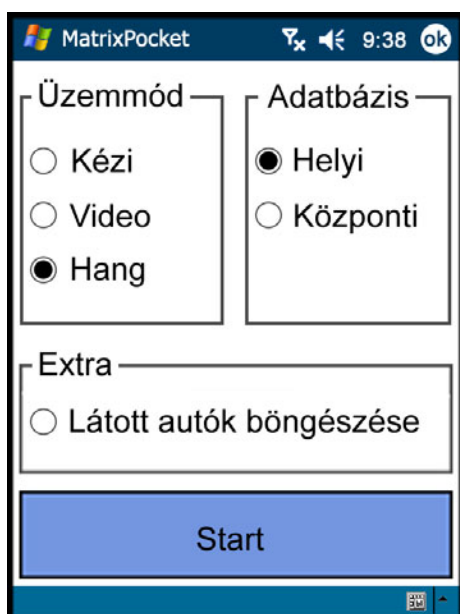 MatrixPocket 9:38 ok
Üzemmód
Kézi
Video
Hang
Adatbázis
Helyi
Központi
Extra
Látott autók böngészése
Start